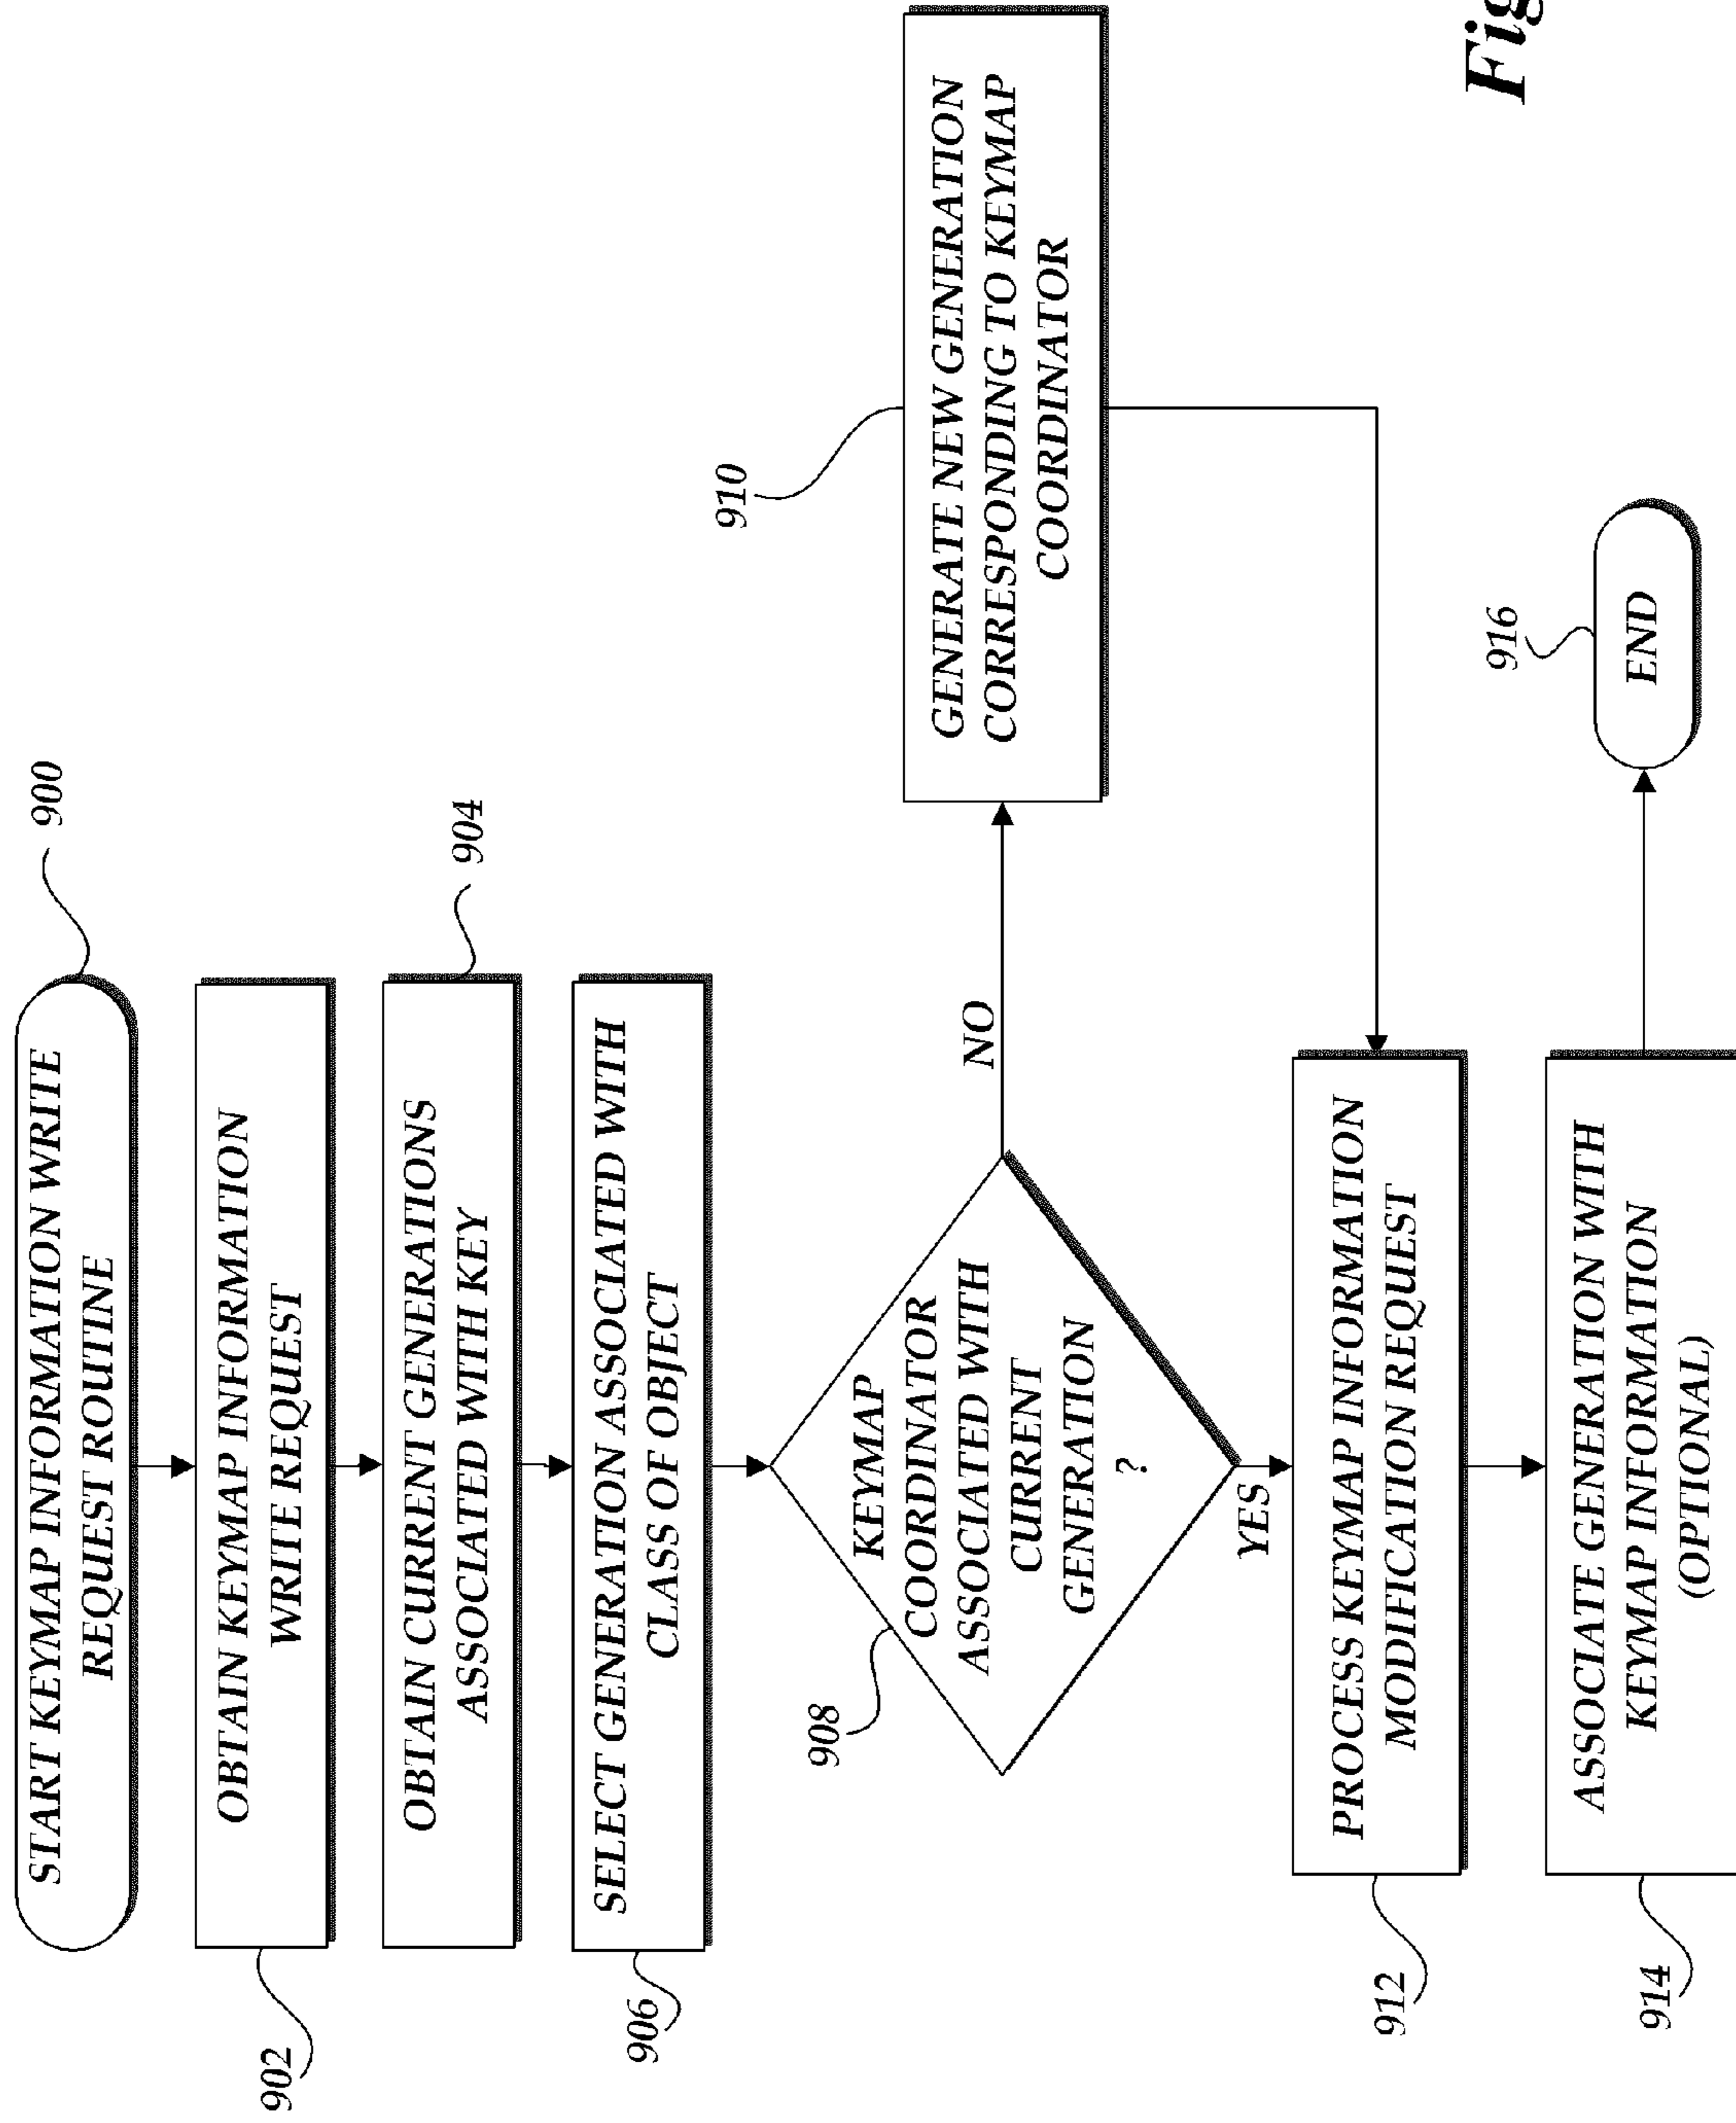 START KEYMAP INFORMATION WRITE
REQUEST ROUTINE
900
OBTAIN KEYMAP INFORMATION
WRITE REQUEST
902
OBTAIN CURRENT GENERATIONS
ASSOCIATED WITH KEY
904
SELECT GENERATION ASSOCIATED WITH
CLASS OF OBJECT
906
KEYMAP
COORDINATOR
ASSOCIATED WITH
CURRENT
GENERATION
?
908
NO
YES
GENERATE NEW GENERATION
CORRESPONDING TO KEYMAP
COORDINATOR
910
PROCESS KEYMAP INFORMATION
MODIFICATION REQUEST
912
ASSOCIATE GENERATION WITH
KEYMAP INFORMATION
(OPTIONAL)
914
END
916
Fig